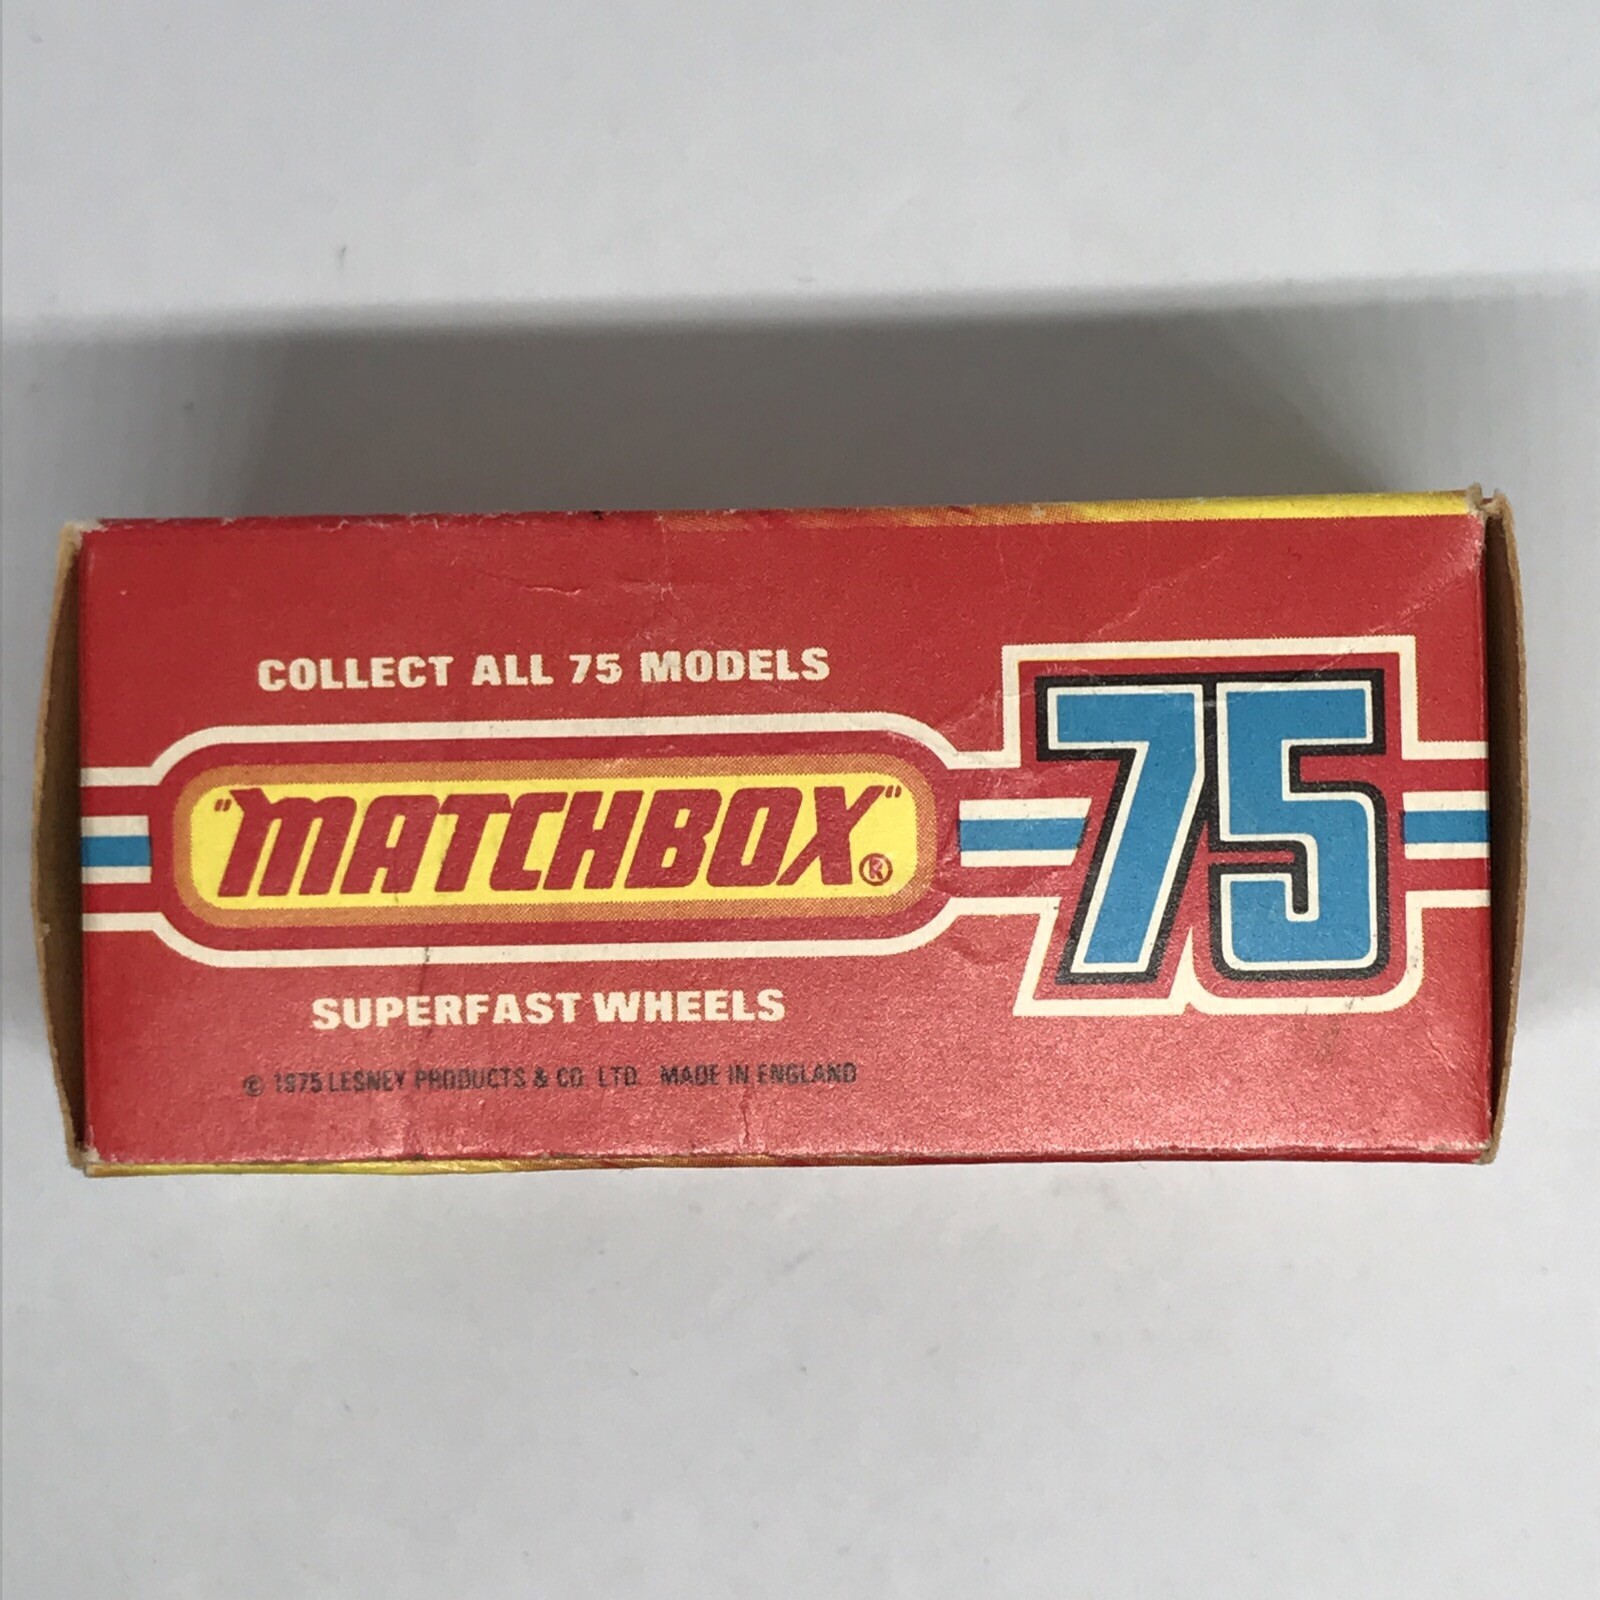 COLLECT ALL 75 MODELS
"MATCHBOX"®
75
SUPERFAST WHEELS
© 1975 LESNEY PRODUCTS & CO. LTD. MADE IN ENGLAND